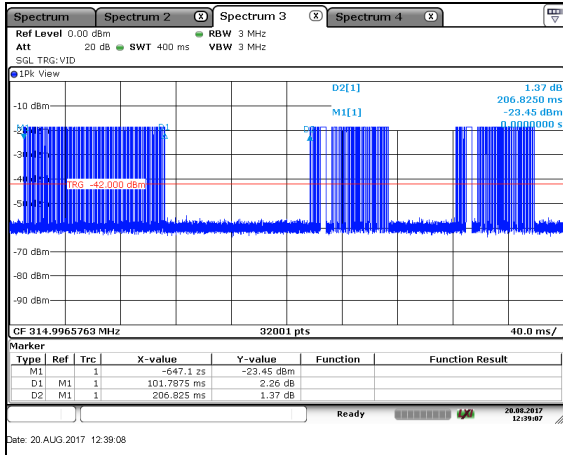 Spectrum Spectrum 2 X Spectrum 3 X Spectrum 4 X
Ref Level 0.00 dBm RBW 3 MHz
Att 20 dB SWT 400 ms VBW 3 MHz
SGL TRG:VID
1Pk View
D2[1] 1.37 dB
206.8250 ms
-10 dBm
M1[1] -23.45 dBm
0.0000000 s
M1 D1 D2
-30 dBm
TRG -42.000 dBm
-70 dBm
-80 dBm
-90 dBm
CF 314.9965763 MHz 32001 pts 40.0 ms/
Marker
Type Ref Trc X-value Y-value Function Function Result
M1 1 -647.1 zs -23.45 dBm
D1 M1 1 101.7875 ms 2.26 dB
D2 M1 1 206.825 ms 1.37 dB
Ready 20.08.2017
12:39:07
Date: 20.AUG.2017 12:39:08